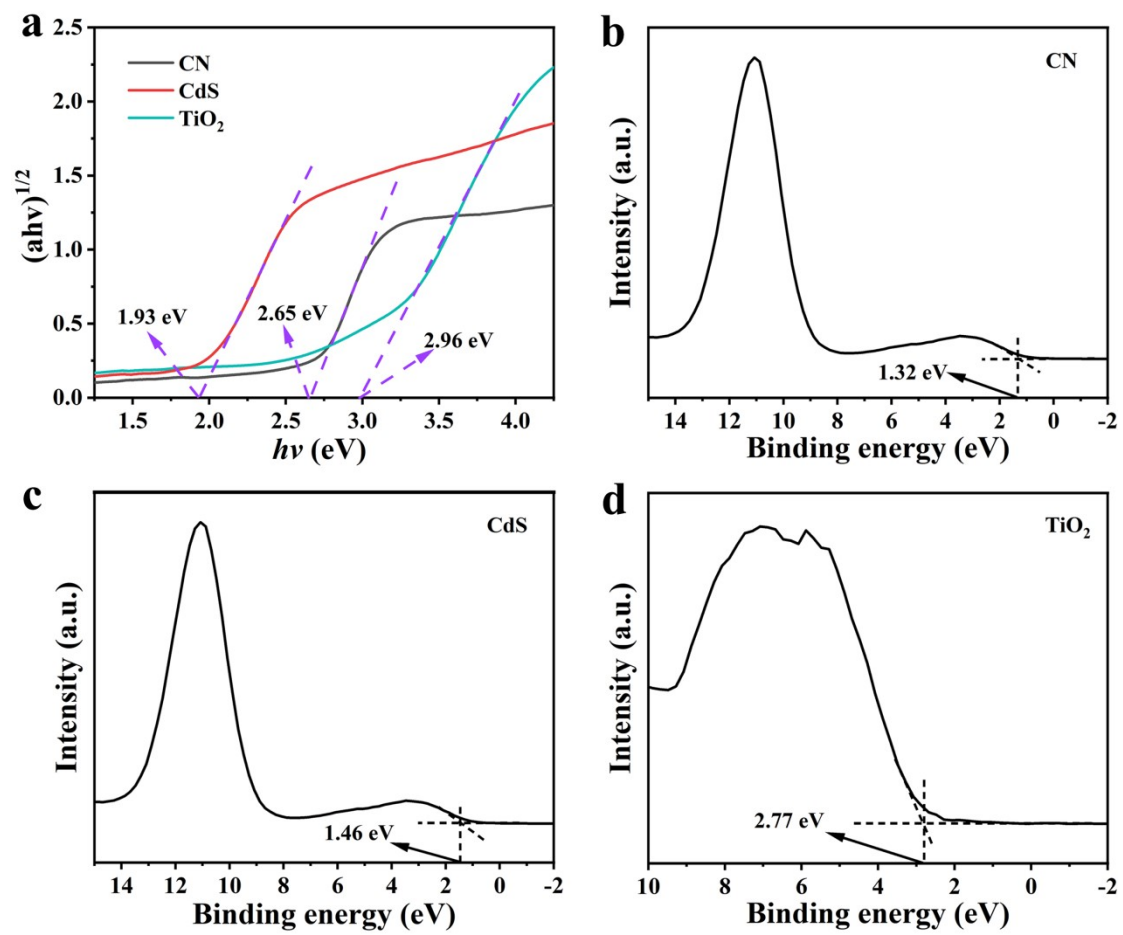 a
2.5
2.0
1.5
1.0
0.5
0.0
(ahv)1/2
CN
CdS
TiO2
1.93 eV
2.65 eV
2.96 eV
1.5 2.0 2.5 3.0 3.5 4.0
hν (eV)
b
CN
Intensity (a.u.)
1.32 eV
14 12 10 8 6 4 2 0 -2
Binding energy (eV)
c
CdS
Intensity (a.u.)
1.46 eV
14 12 10 8 6 4 2 0 -2
Binding energy (eV)
d
TiO2
Intensity (a.u.)
2.77 eV
10 8 6 4 2 0 -2
Binding energy (eV)